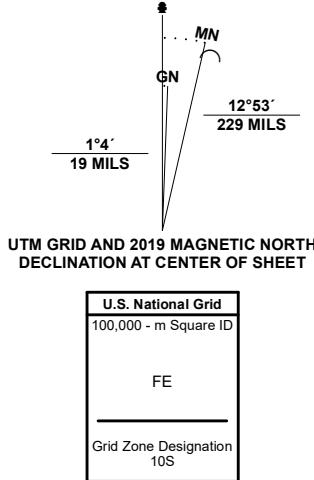 MN
GN
12°53´
229 MILS
1°4´
19 MILS
UTM GRID AND 2019 MAGNETIC NORTH
DECLINATION AT CENTER OF SHEET
U.S. National Grid
100,000 - m Square ID
FE
Grid Zone Designation
10S